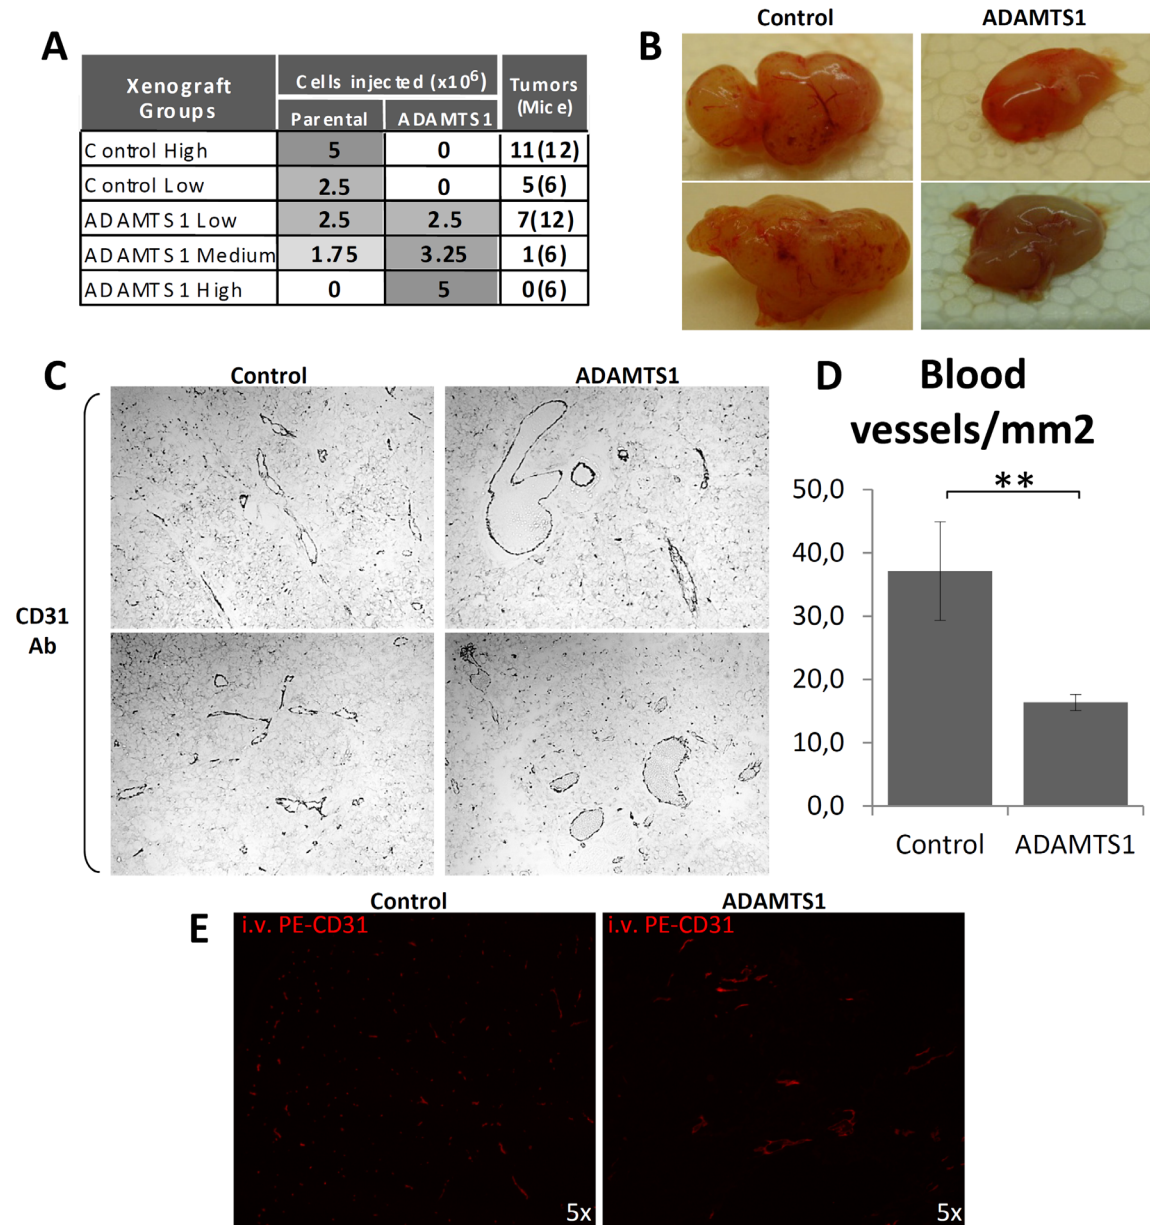 A
Xenograft Groups
Cells injected (x10⁶)
Tumors (Mice)
Parental
ADAMTS1
Control High 5 0 11(12)
Control Low 2.5 0 5(6)
ADAMTS1 Low 2.5 2.5 7(12)
ADAMTS1 Medium 1.75 3.25 1(6)
ADAMTS1 High 0 5 0(6)
B
Control
ADAMTS1
C
Control
ADAMTS1
CD31
Ab
D
Blood
vessels/mm2
**
50,0
40,0
30,0
20,0
10,0
0,0
Control
ADAMTS1
E
Control
ADAMTS1
i.v. PE-CD31
i.v. PE-CD31
5x
5x